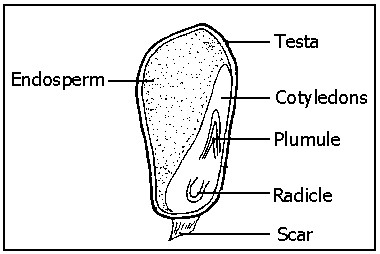 Testa
Endosperm
Cotyledons
Plumule
Radicle
Scar